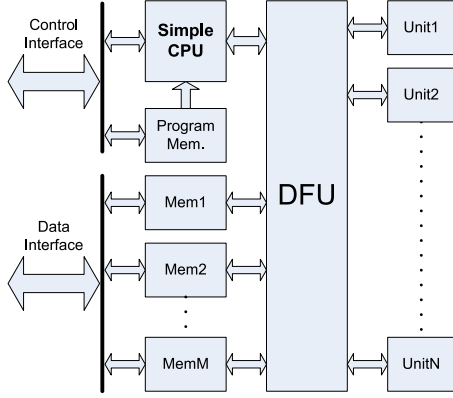 Control
Interface
Simple
CPU
Program
Mem.
Data
Interface
Mem1
Mem2
MemM
DFU
Unit1
Unit2
UnitN